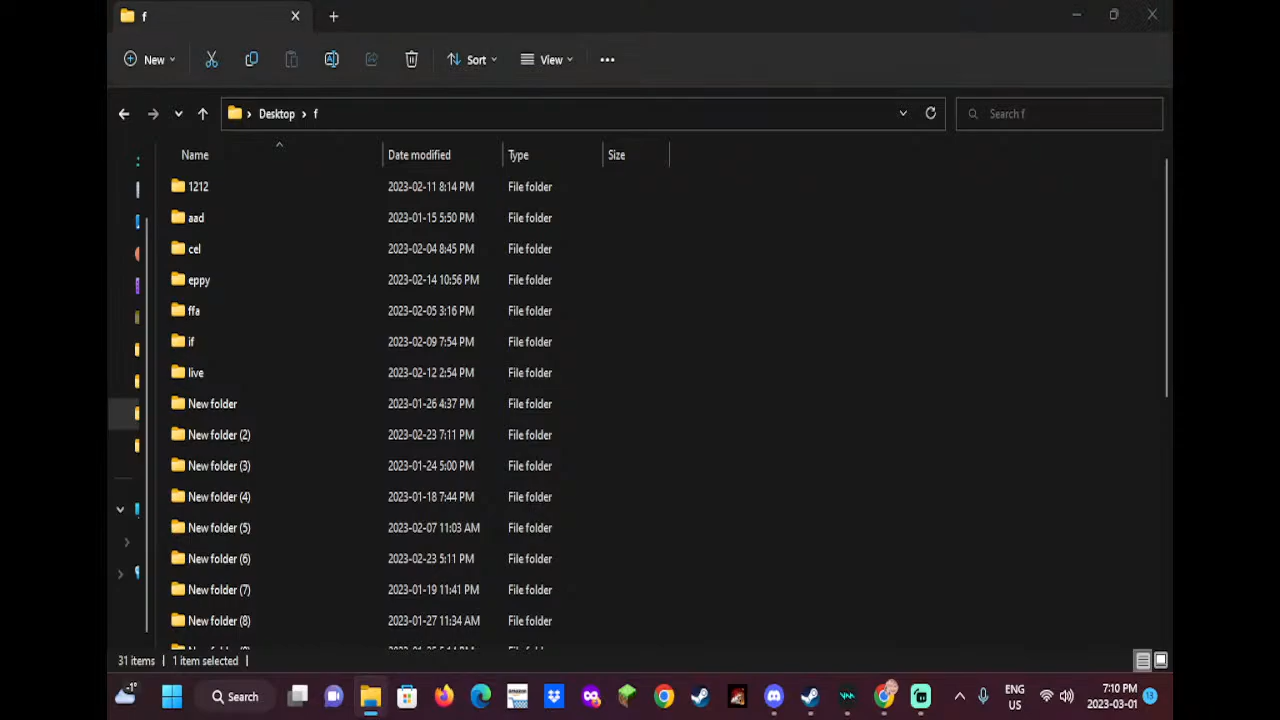 f
New
Sort
View
Desktop
f
Search f
Name Date modified Type Size
1212 2023-02-11 8:14 PM File folder
aad 2023-01-15 5:50 PM File folder
cel 2023-02-04 8:45 PM File folder
eppy 2023-02-14 10:56 PM File folder
ffa 2023-02-05 3:16 PM File folder
if 2023-02-09 7:54 PM File folder
live 2023-02-12 2:54 PM File folder
New folder 2023-01-26 4:37 PM File folder
New folder (2) 2023-02-23 7:11 PM File folder
New folder (3) 2023-01-24 5:00 PM File folder
New folder (4) 2023-01-18 7:44 PM File folder
New folder (5) 2023-02-07 11:03 AM File folder
New folder (6) 2023-02-23 5:11 PM File folder
New folder (7) 2023-01-19 11:41 PM File folder
New folder (8) 2023-01-27 11:34 AM File folder
31 items 1 item selected
-1°
Search
ENG
US
7:10 PM
2023-03-01
13